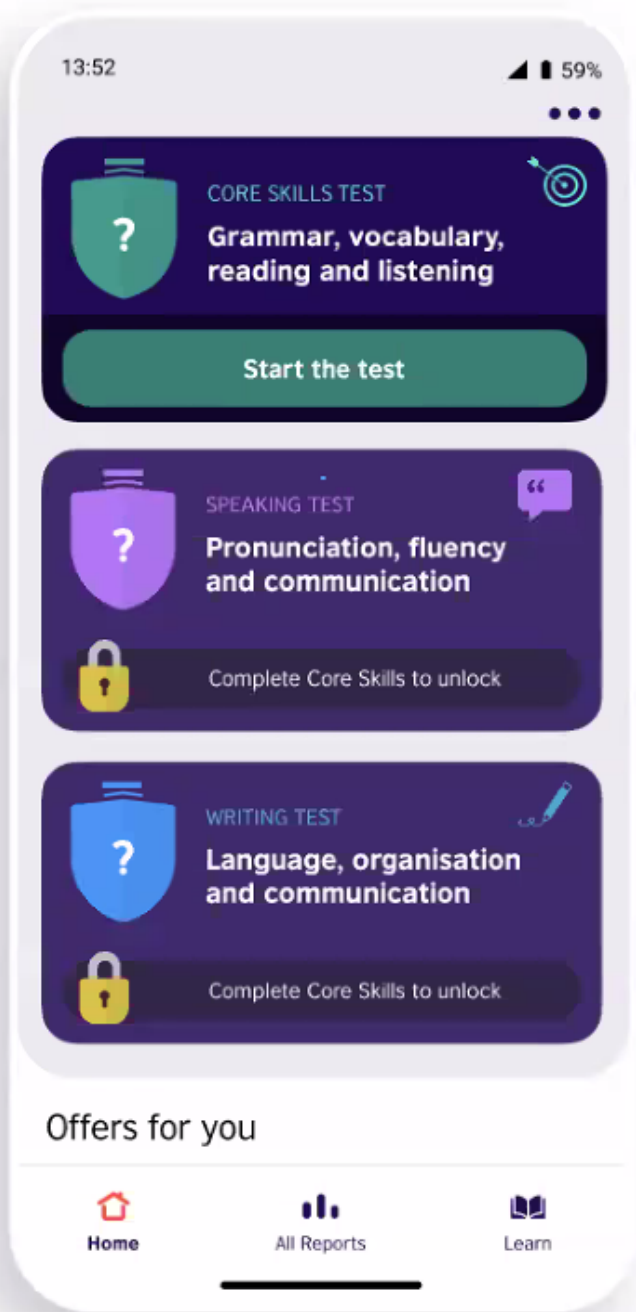 13:52
59%
CORE SKILLS TEST
?
Grammar, vocabulary,
reading and listening
Start the test
SPEAKING TEST
“
?
Pronunciation, fluency
and communication
Complete Core Skills to unlock
WRITING TEST
?
Language, organisation
and communication
Complete Core Skills to unlock
Offers for you
Home
All Reports
Learn